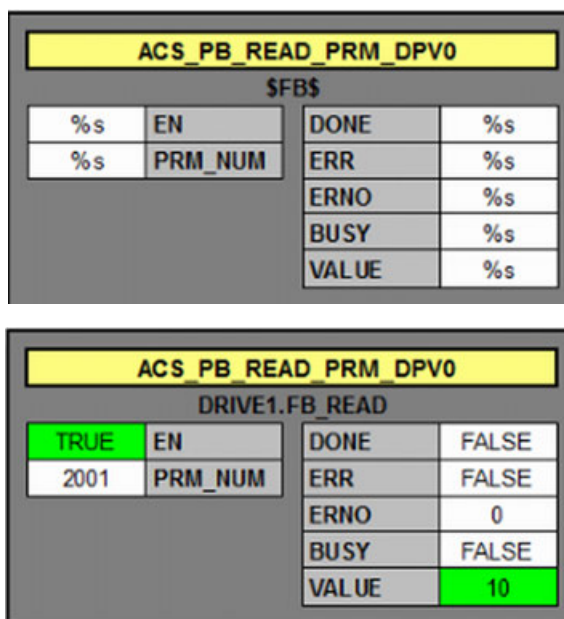 ACS_PB_READ_PRM_DPV0
$FB$
%s EN DONE %s
%s PRM_NUM ERR %s
ERNO %s
BUSY %s
VALUE %s
ACS_PB_READ_PRM_DPV0
DRIVE1.FB_READ
TRUE EN DONE FALSE
2001 PRM_NUM ERR FALSE
ERNO 0
BUSY FALSE
VALUE 10